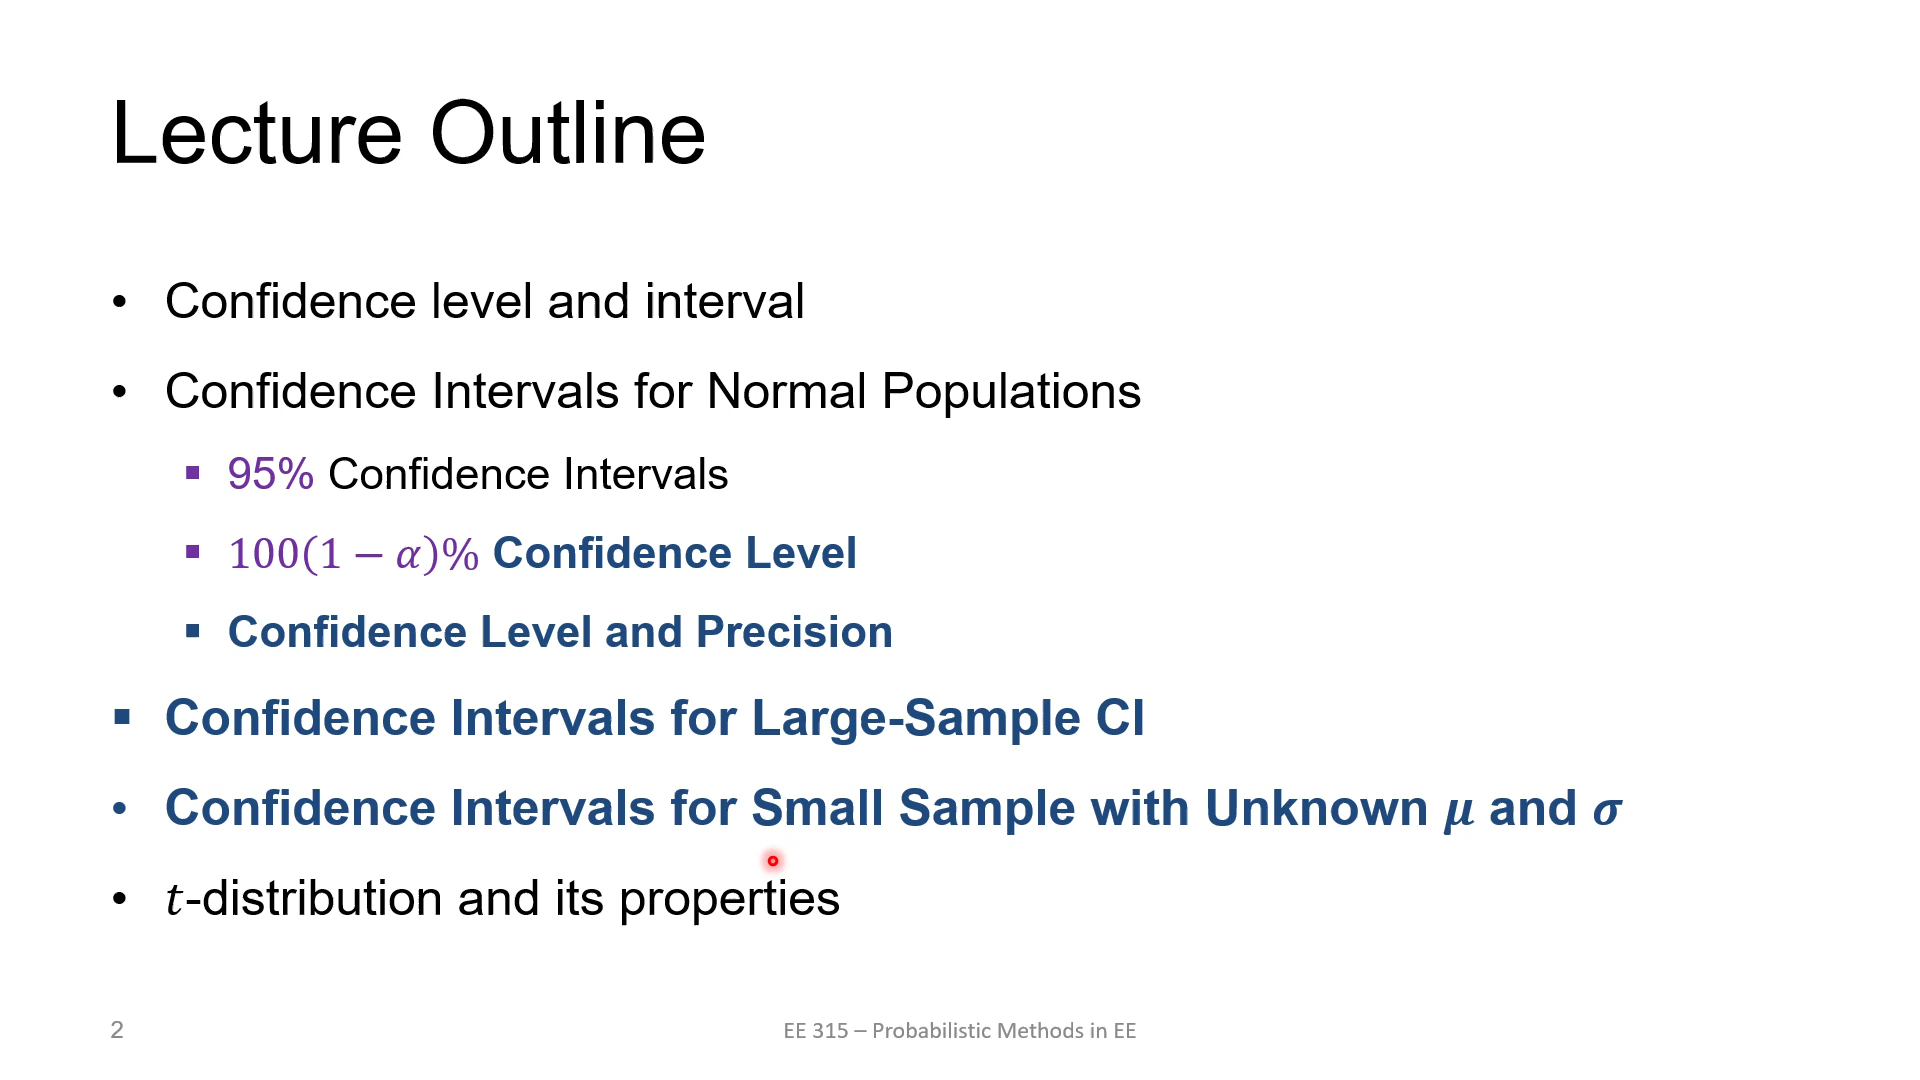 Lecture Outline
• Confidence level and interval
• Confidence Intervals for Normal Populations
▪ 95% Confidence Intervals
▪ 100(1 − α)% Confidence Level
▪ Confidence Level and Precision
▪ Confidence Intervals for Large-Sample CI
• Confidence Intervals for Small Sample with Unknown μ and σ
• t-distribution and its properties
2
EE 315 – Probabilistic Methods in EE